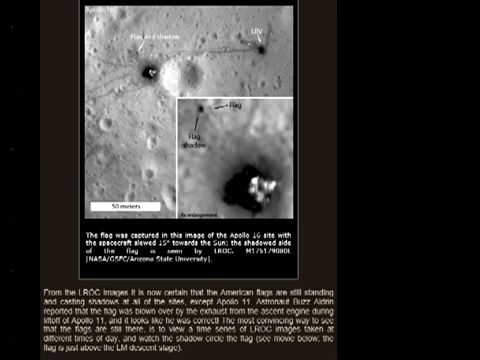 Apollo 16
Flag and shadow
LRV
Flag
Flag
shadow
50 meters
4x enlargement
The flag was captured in this image of the Apollo 16 site with
the spacecraft slewed 15° towards the Sun; the shadowed side
of the flag is seen by LROC. M175179080L
[NASA/GSFC/Arizona State University].
From the LROC images it is now certain that the American flags are still standing
and casting shadows at all of the sites, except Apollo 11. Astronaut Buzz Aldrin
reported that the flag was blown over by the exhaust from the ascent engine during
liftoff of Apollo 11, and it looks like he was correct! The most convincing way to see
that the flags are still there, is to view a time series of LROC images taken at
different times of day, and watch the shadow circle the flag (see movie below; the
flag is just above the LM descent stage).